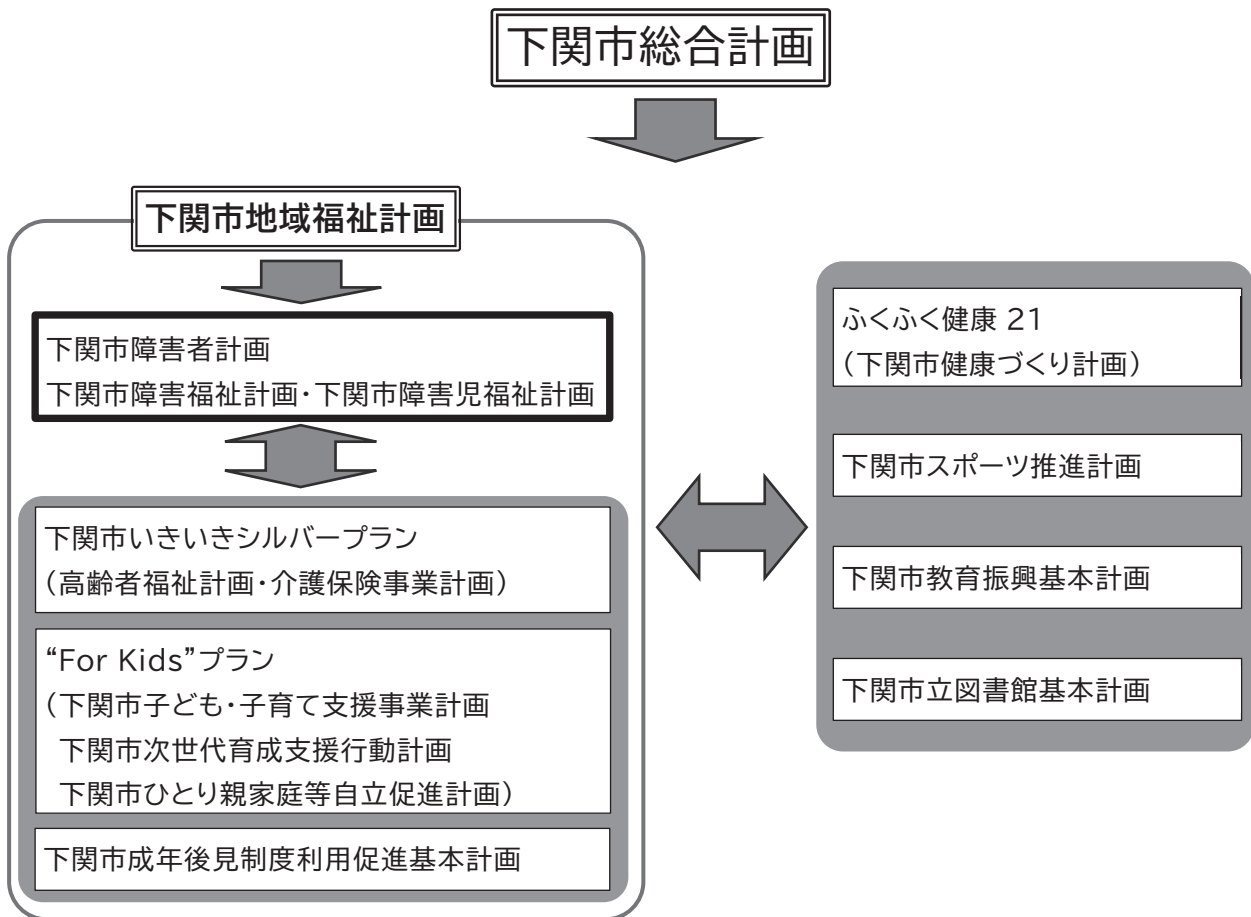 下関市総合計画
下関市地域福祉計画
下関市障害者計画
下関市障害福祉計画・下関市障害児福祉計画
下関市いきいきシルバープラン
（高齢者福祉計画・介護保険事業計画）
“For Kids”プラン
（下関市子ども・子育て支援事業計画
下関市次世代育成支援行動計画
下関市ひとり親家庭等自立促進計画）
下関市成年後見制度利用促進基本計画
ふくふく健康 21
（下関市健康づくり計画）
下関市スポーツ推進計画
下関市教育振興基本計画
下関市立図書館基本計画